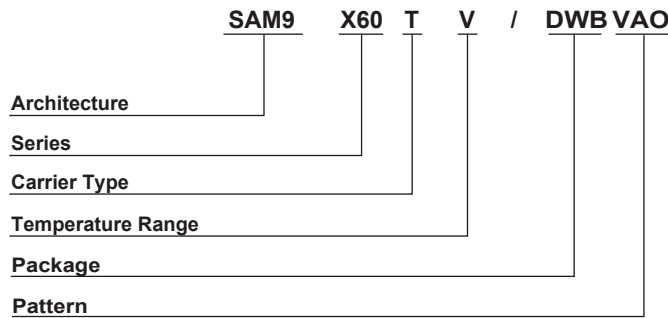 SAM9 X60 T V / DWB VAO
Architecture
Series
Carrier Type
Temperature Range
Package
Pattern